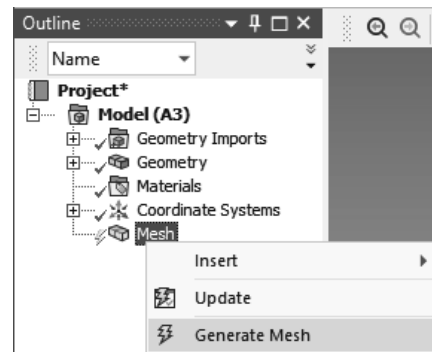 Outline
Name
Project*
Model (A3)
Geometry Imports
Geometry
Materials
Coordinate Systems
Mesh
Insert
Update
Generate Mesh